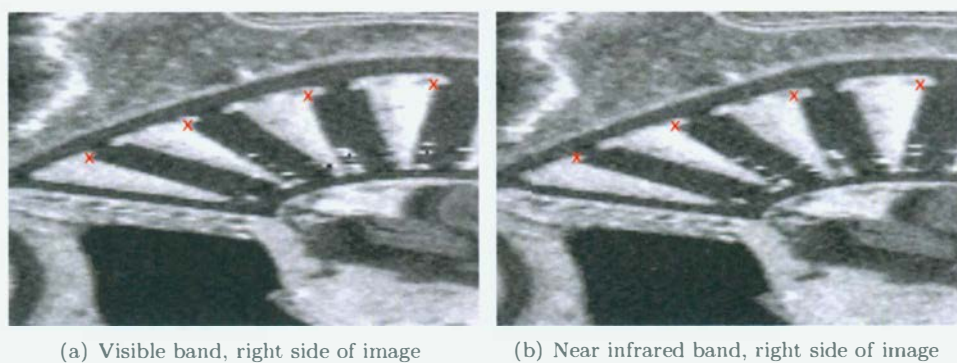 (a) Visible band, right side of image
(b) Near infrared band, right side of image